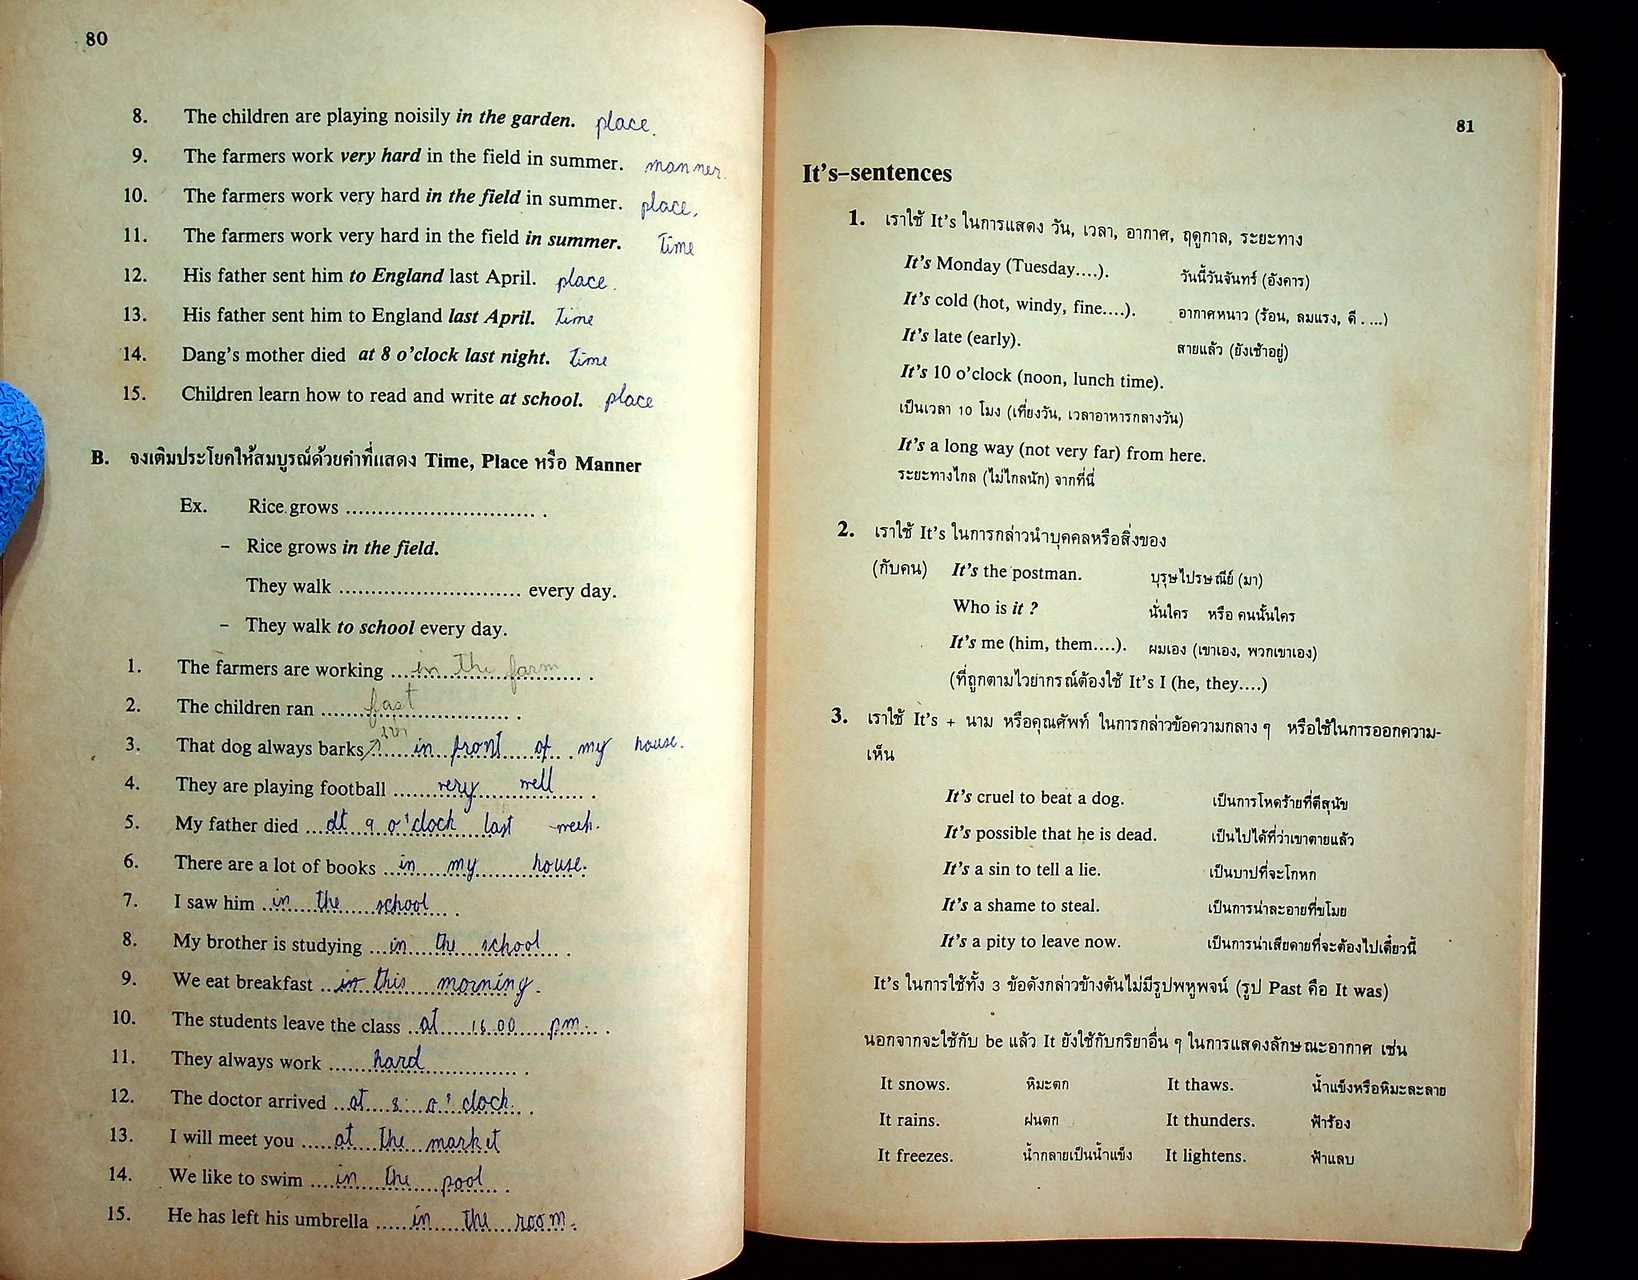 80
8. The children are playing noisily in the garden. place.
9. The farmers work very hard in the field in summer. manner.
10. The farmers work very hard in the field in summer. place.
11. The farmers work very hard in the field in summer. time
12. His father sent him to England last April. place.
13. His father sent him to England last April. time
14. Dang's mother died at 8 o'clock last night. time
15. Children learn how to read and write at school. place
B. จงเติมประโยคให้สมบูรณ์ด้วยคำที่แสดง Time, Place หรือ Manner
Ex. Rice grows .............................. .
– Rice grows in the field.
They walk ............................ every day.
– They walk to school every day.
1. The farmers are working in the farm .
2. The children ran fast .
3. That dog always barks in front of my house.
4. They are playing football very well .
5. My father died at 9 o'clock last week.
6. There are a lot of books in my house.
7. I saw him in the school .
8. My brother is studying in the school .
9. We eat breakfast in this morning.
10. The students leave the class at 16.00 pm. .
11. They always work hard .
12. The doctor arrived at 8 o'clock. .
13. I will meet you at the market
14. We like to swim in the pool .
15. He has left his umbrella in the room.
81
It's–sentences
1. เราใช้ It's ในการแสดง วัน, เวลา, อากาศ, ฤดูกาล, ระยะทาง
It's Monday (Tuesday....). วันนี้วันจันทร์ (อังคาร)
It's cold (hot, windy, fine....). อากาศหนาว (ร้อน, ลมแรง, ดี . ...)
It's late (early). สายแล้ว (ยังเช้าอยู่)
It's 10 o'clock (noon, lunch time).
เป็นเวลา 10 โมง (เที่ยงวัน, เวลาอาหารกลางวัน)
It's a long way (not very far) from here.
ระยะทางไกล (ไม่ไกลนัก) จากที่นี่
2. เราใช้ It's ในการกล่าวนำบุคคลหรือสิ่งของ
(กับคน) It's the postman. บุรุษไปรษณีย์ (มา)
Who is it ? นั่นใคร หรือ คนนั้นใคร
It's me (him, them....). ผมเอง (เขาเอง, พวกเขาเอง)
(ที่ถูกตามไวยากรณ์ต้องใช้ It's I (he, they....)
3. เราใช้ It's + นาม หรือคุณศัพท์ ในการกล่าวข้อความกลาง ๆ หรือใช้ในการออกความ-
เห็น
It's cruel to beat a dog. เป็นการโหดร้ายที่ตีสุนัข
It's possible that he is dead. เป็นไปได้ที่ว่าเขาตายแล้ว
It's a sin to tell a lie. เป็นบาปที่จะโกหก
It's a shame to steal. เป็นการน่าละอายที่ขโมย
It's a pity to leave now. เป็นการน่าเสียดายที่จะต้องไปเดี๋ยวนี้
It's ในการใช้ทั้ง 3 ข้อดังกล่าวข้างต้นไม่มีรูปพหูพจน์ (รูป Past คือ It was)
นอกจากจะใช้กับ be แล้ว It ยังใช้กับกริยาอื่น ๆ ในการแสดงลักษณะอากาศ เช่น
It snows. หิมะตก It thaws. น้ำแข็งหรือหิมะละลาย
It rains. ฝนตก It thunders. ฟ้าร้อง
It freezes. น้ำกลายเป็นน้ำแข็ง It lightens. ฟ้าแลบ